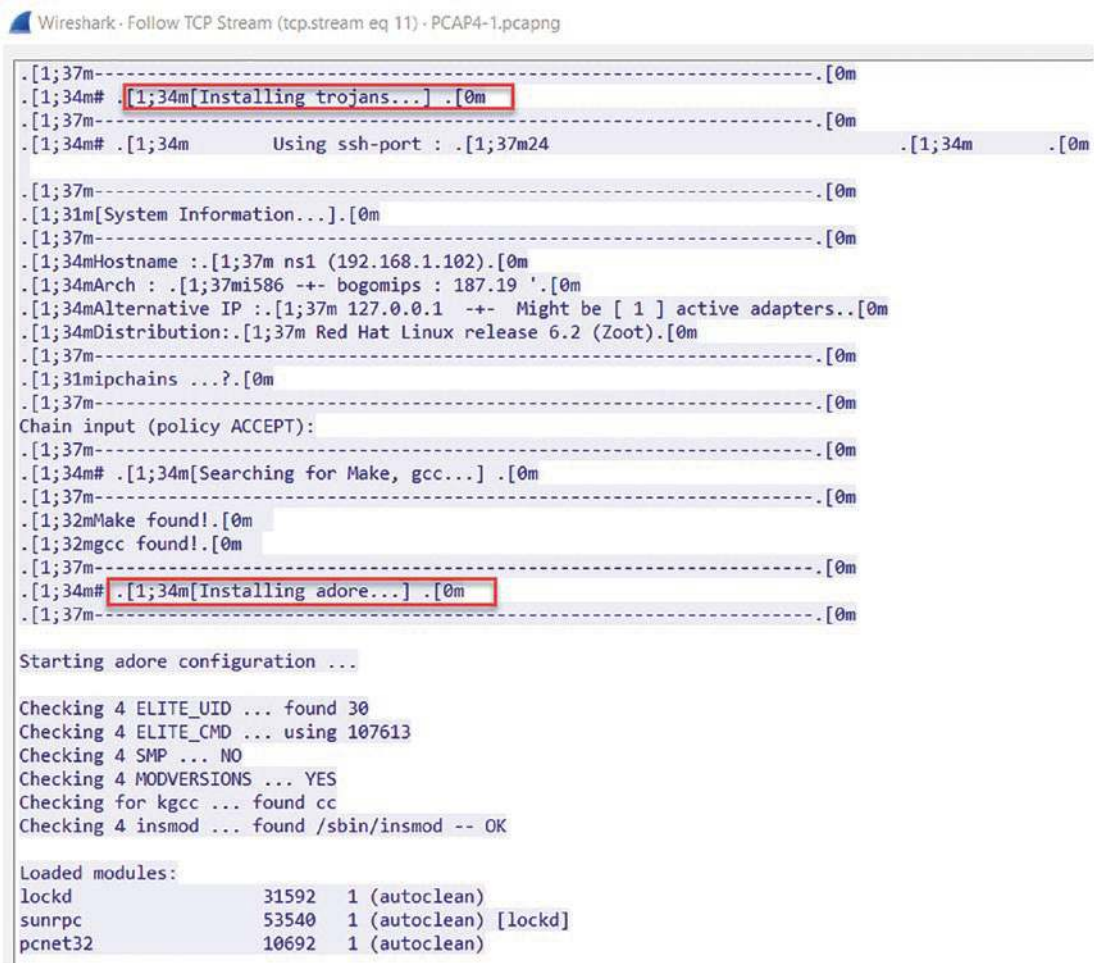 Wireshark · Follow TCP Stream (tcp.stream eq 11) · PCAP4-1.pcapng
.[1;37m----------------------------------------------------------------------.[0m
.[1;34m# .[1;34m[Installing trojans...] .[0m
.[1;37m----------------------------------------------------------------------.[0m
.[1;34m# .[1;34m        Using ssh-port : .[1;37m24                                  .[1;34m        .[0m
.[1;37m----------------------------------------------------------------------.[0m
.[1;31m[System Information...].[0m
.[1;37m----------------------------------------------------------------------.[0m
.[1;34mHostname :.[1;37m ns1 (192.168.1.102).[0m
.[1;34mArch : .[1;37mi586 -+- bogomips : 187.19 '.[0m
.[1;34mAlternative IP :.[1;37m 127.0.0.1  -+-  Might be [ 1 ] active adapters..[0m
.[1;34mDistribution:.[1;37m Red Hat Linux release 6.2 (Zoot).[0m
.[1;37m----------------------------------------------------------------------.[0m
.[1;31mipchains ...?.[0m
.[1;37m----------------------------------------------------------------------.[0m
Chain input (policy ACCEPT):
.[1;37m----------------------------------------------------------------------.[0m
.[1;34m# .[1;34m[Searching for Make, gcc...] .[0m
.[1;37m----------------------------------------------------------------------.[0m
.[1;32mMake found!.[0m
.[1;32mgcc found!.[0m
.[1;37m----------------------------------------------------------------------.[0m
.[1;34m# .[1;34m[Installing adore...] .[0m
.[1;37m----------------------------------------------------------------------.[0m
Starting adore configuration ...
Checking 4 ELITE_UID ... found 30
Checking 4 ELITE_CMD ... using 107613
Checking 4 SMP ... NO
Checking 4 MODVERSIONS ... YES
Checking for kgcc ... found cc
Checking 4 insmod ... found /sbin/insmod -- OK
Loaded modules:
lockd                  31592   1 (autoclean)
sunrpc                 53540   1 (autoclean) [lockd]
pcnet32                10692   1 (autoclean)